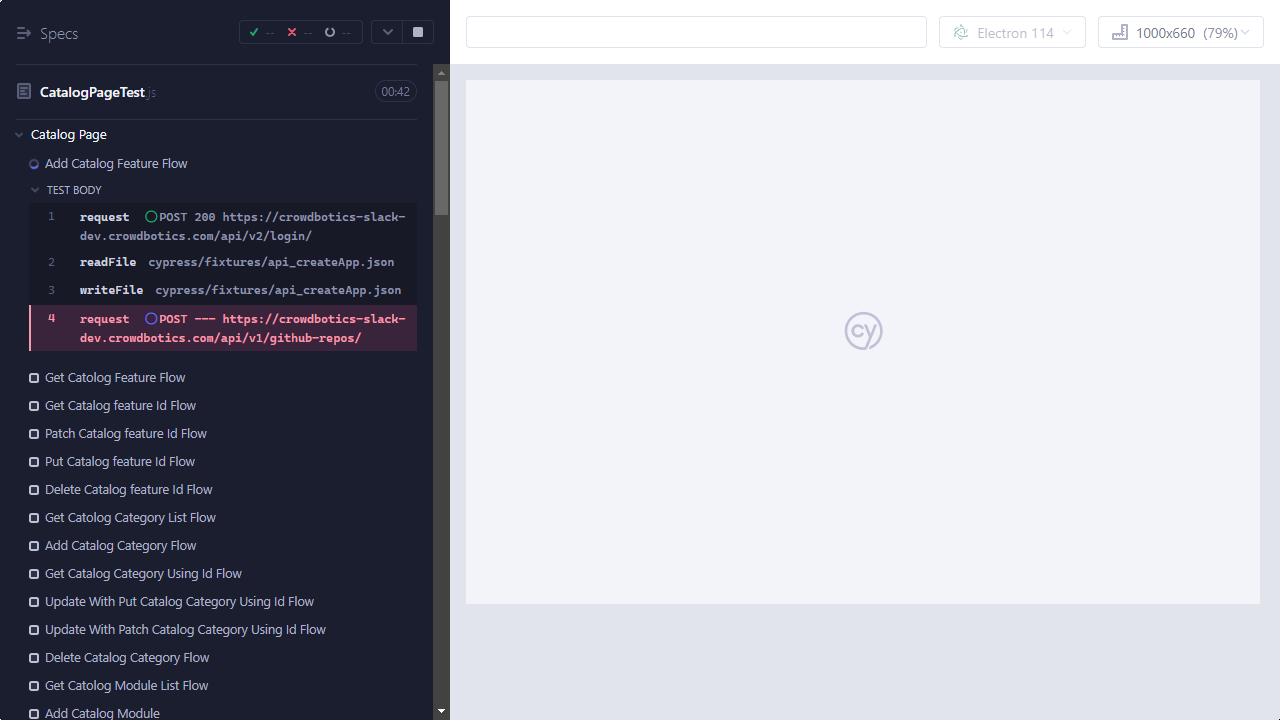 Specs
--
--
--
Electron 114
1000x660 (79%)
CatalogPageTest.js
00:42
Catalog Page
Add Catalog Feature Flow
TEST BODY
1 request POST 200 https://crowdbotics-slack-
dev.crowdbotics.com/api/v2/login/
2 readFile cypress/fixtures/api_createApp.json
3 writeFile cypress/fixtures/api_createApp.json
4 request POST --- https://crowdbotics-slack-
dev.crowdbotics.com/api/v1/github-repos/
cy
Get Catolog Feature Flow
Get Catalog feature Id Flow
Patch Catalog feature Id Flow
Put Catalog feature Id Flow
Delete Catalog feature Id Flow
Get Catolog Category List Flow
Add Catalog Category Flow
Get Catalog Category Using Id Flow
Update With Put Catalog Category Using Id Flow
Update With Patch Catalog Category Using Id Flow
Delete Catalog Category Flow
Get Catolog Module List Flow
Add Catalog Module